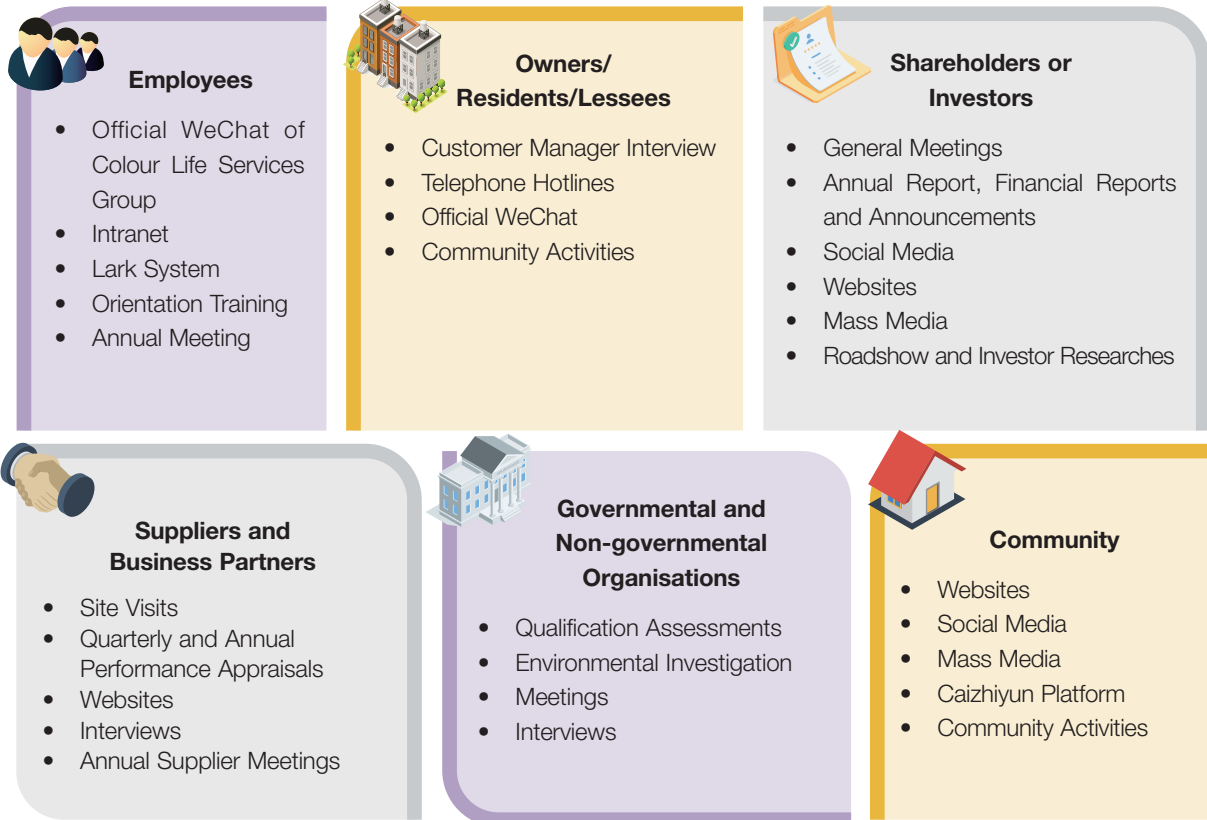 Employees
• Official WeChat of
Colour Life Services
Group
• Intranet
• Lark System
• Orientation Training
• Annual Meeting
Owners/
Residents/Lessees
• Customer Manager Interview
• Telephone Hotlines
• Official WeChat
• Community Activities
Shareholders or
Investors
• General Meetings
• Annual Report, Financial Reports
and Announcements
• Social Media
• Websites
• Mass Media
• Roadshow and Investor Researches
Suppliers and
Business Partners
• Site Visits
• Quarterly and Annual
Performance Appraisals
• Websites
• Interviews
• Annual Supplier Meetings
Governmental and
Non-governmental
Organisations
• Qualification Assessments
• Environmental Investigation
• Meetings
• Interviews
Community
• Websites
• Social Media
• Mass Media
• Caizhiyun Platform
• Community Activities